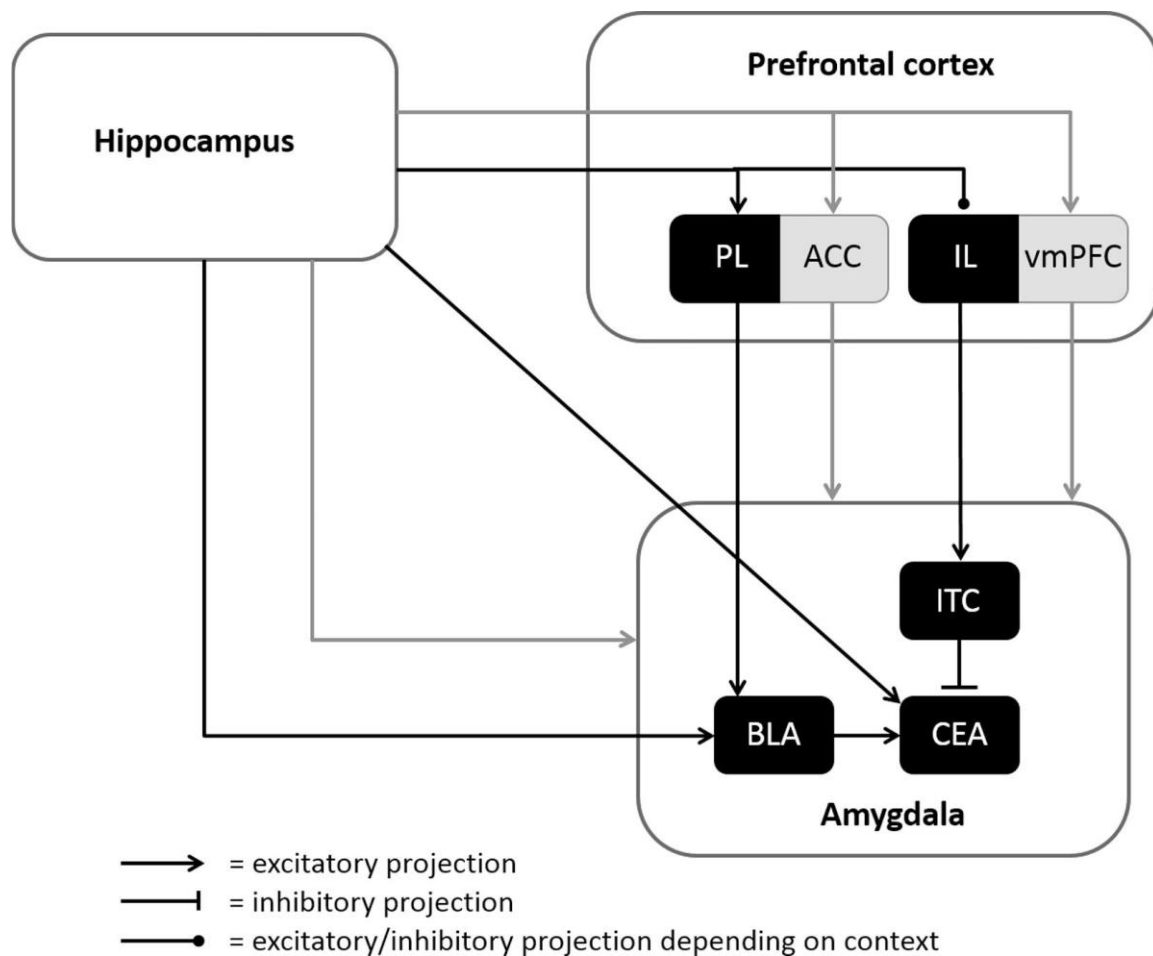 Prefrontal cortex
Hippocampus
PL ACC IL vmPFC
ITC
BLA CEA
Amygdala
= excitatory projection
= inhibitory projection
= excitatory/inhibitory projection depending on context